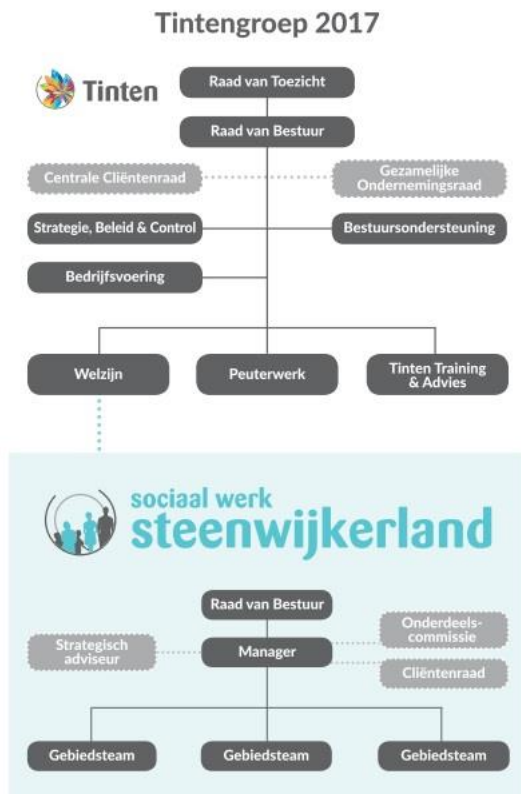 Tintengroep 2017
Tinten
Raad van Toezicht
Raad van Bestuur
Centrale Cliëntenraad
Gezamelijke
Ondernemingsraad
Strategie, Beleid & Control
Bestuursondersteuning
Bedrijfsvoering
Welzijn
Peuterwerk
Tinten Training
& Advies
sociaal werk
steenwijkerland
Raad van Bestuur
Strategisch
adviseur
Manager
Onderdeels-
commissie
Cliëntenraad
Gebiedsteam
Gebiedsteam
Gebiedsteam